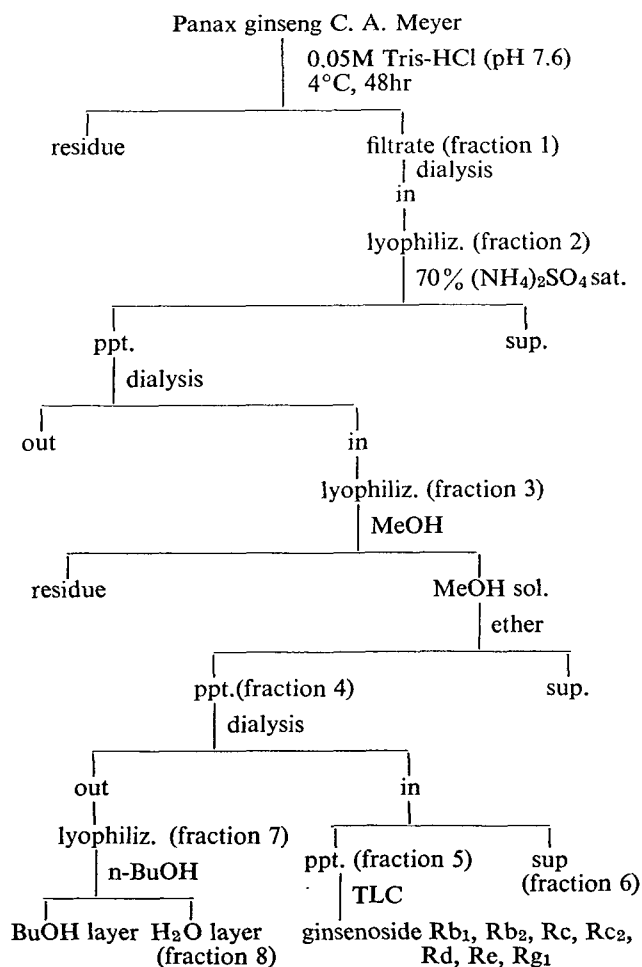 Panax ginseng C. A. Meyer
0.05M Tris-HCl (pH 7.6)
4°C, 48hr
residue
filtrate (fraction 1)
dialysis
in
lyophiliz. (fraction 2)
70% (NH₄)₂SO₄ sat.
ppt.
sup.
dialysis
out
in
lyophiliz. (fraction 3)
MeOH
residue
MeOH sol.
ether
ppt.(fraction 4)
sup.
dialysis
out
in
lyophiliz. (fraction 7)
n-BuOH
ppt. (fraction 5)
sup
(fraction 6)
TLC
BuOH layer
H₂O layer
(fraction 8)
ginsenoside Rb₁, Rb₂, Rc, Rc₂,
Rd, Re, Rg₁